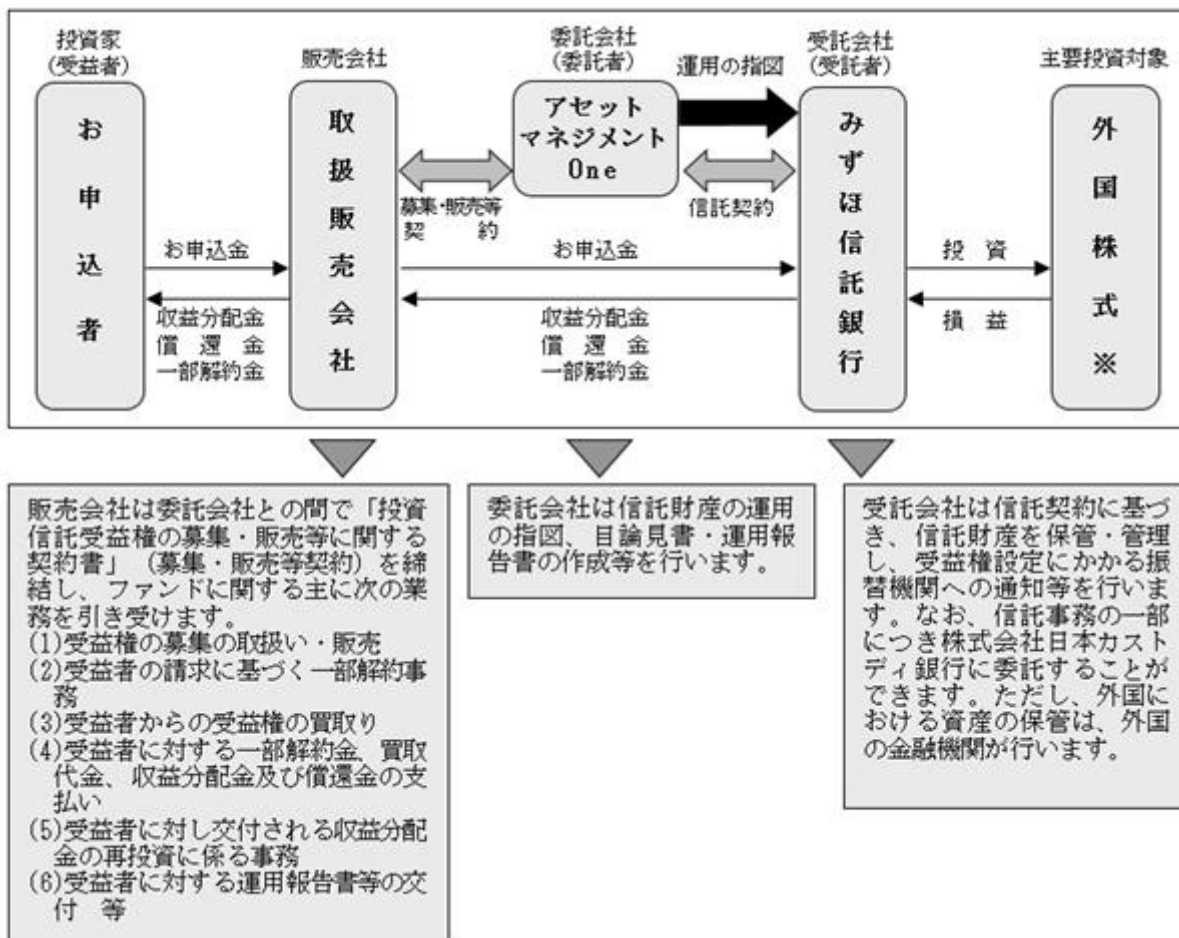 投資家
(受益者)
販売会社
委託会社
(委託者)
運用の指図
受託会社
(受託者)
主要投資対象
お申込者
取扱販売会社
アセット
マネジメント
One
みずほ信託銀行
外国株式※
募集・販売等
契　　約
信託契約
お申込金
お申込金
投　資
収益分配金
償　還　金
一部解約金
収益分配金
償　還　金
一部解約金
損　益
販売会社は委託会社との間で「投資
信託受益権の募集・販売等に関する
契約書」（募集・販売等契約）を締
結し、ファンドに関する主に次の業
務を引き受けます。
(1)受益権の募集の取扱い・販売
(2)受益者の請求に基づく一部解約事
務
(3)受益者からの受益権の買取り
(4)受益者に対する一部解約金、買取
代金、収益分配金及び償還金の支
払い
(5)受益者に対し交付される収益分配
金の再投資に係る事務
(6)受益者に対する運用報告書等の交
付　等
委託会社は信託財産の運用
の指図、目論見書・運用報
告書の作成等を行います。
受託会社は信託契約に基づ
き、信託財産を保管・管理
し、受益権設定にかかる振
替機関への通知等を行いま
す。なお、信託事務の一部
につき株式会社日本カスト
ディ銀行に委託することが
できます。ただし、外国に
おける資産の保管は、外国
の金融機関が行います。